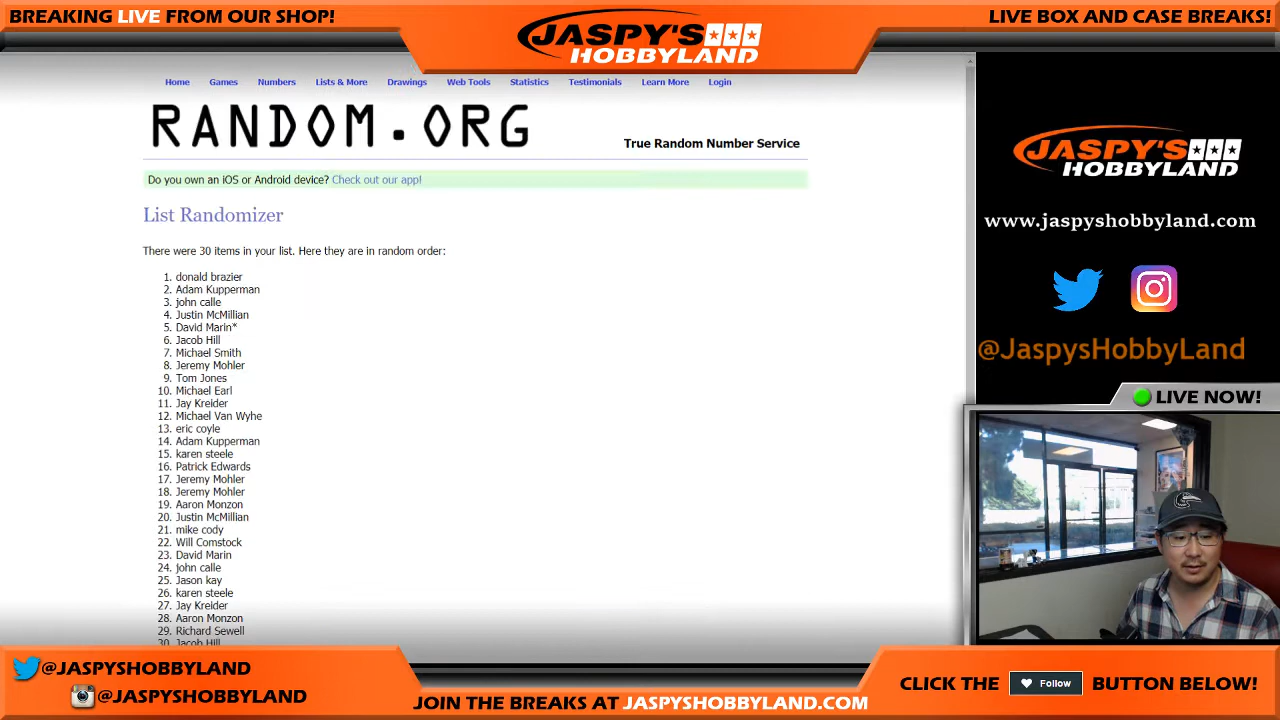 BREAKING LIVE FROM OUR SHOP!
JASPY'S
HOBBYLAND
LIVE BOX AND CASE BREAKS!
Home Games Numbers Lists & More Drawings Web Tools Statistics Testimonials Learn More Login
RANDOM.ORG
True Random Number Service
Do you own an iOS or Android device? Check out our app!
List Randomizer
There were 30 items in your list. Here they are in random order:
1. donald brazier
2. Adam Kupperman
3. john calle
4. Justin McMillian
5. David Marin*
6. Jacob Hill
7. Michael Smith
8. Jeremy Mohler
9. Tom Jones
10. Michael Earl
11. Jay Kreider
12. Michael Van Wyhe
13. eric coyle
14. Adam Kupperman
15. karen steele
16. Patrick Edwards
17. Jeremy Mohler
18. Jeremy Mohler
19. Aaron Monzon
20. Justin McMillian
21. mike cody
22. Will Comstock
23. David Marin
24. john calle
25. Jason kay
26. karen steele
27. Jay Kreider
28. Aaron Monzon
29. Richard Sewell
30. Jacob Hill
JASPY'S
HOBBYLAND
www.jaspyshobbyland.com
@JaspysHobbyLand
LIVE NOW!
@JASPYSHOBBYLAND
@JASPYSHOBBYLAND
JOIN THE BREAKS AT JASPYSHOBBYLAND.COM
CLICK THE Follow BUTTON BELOW!